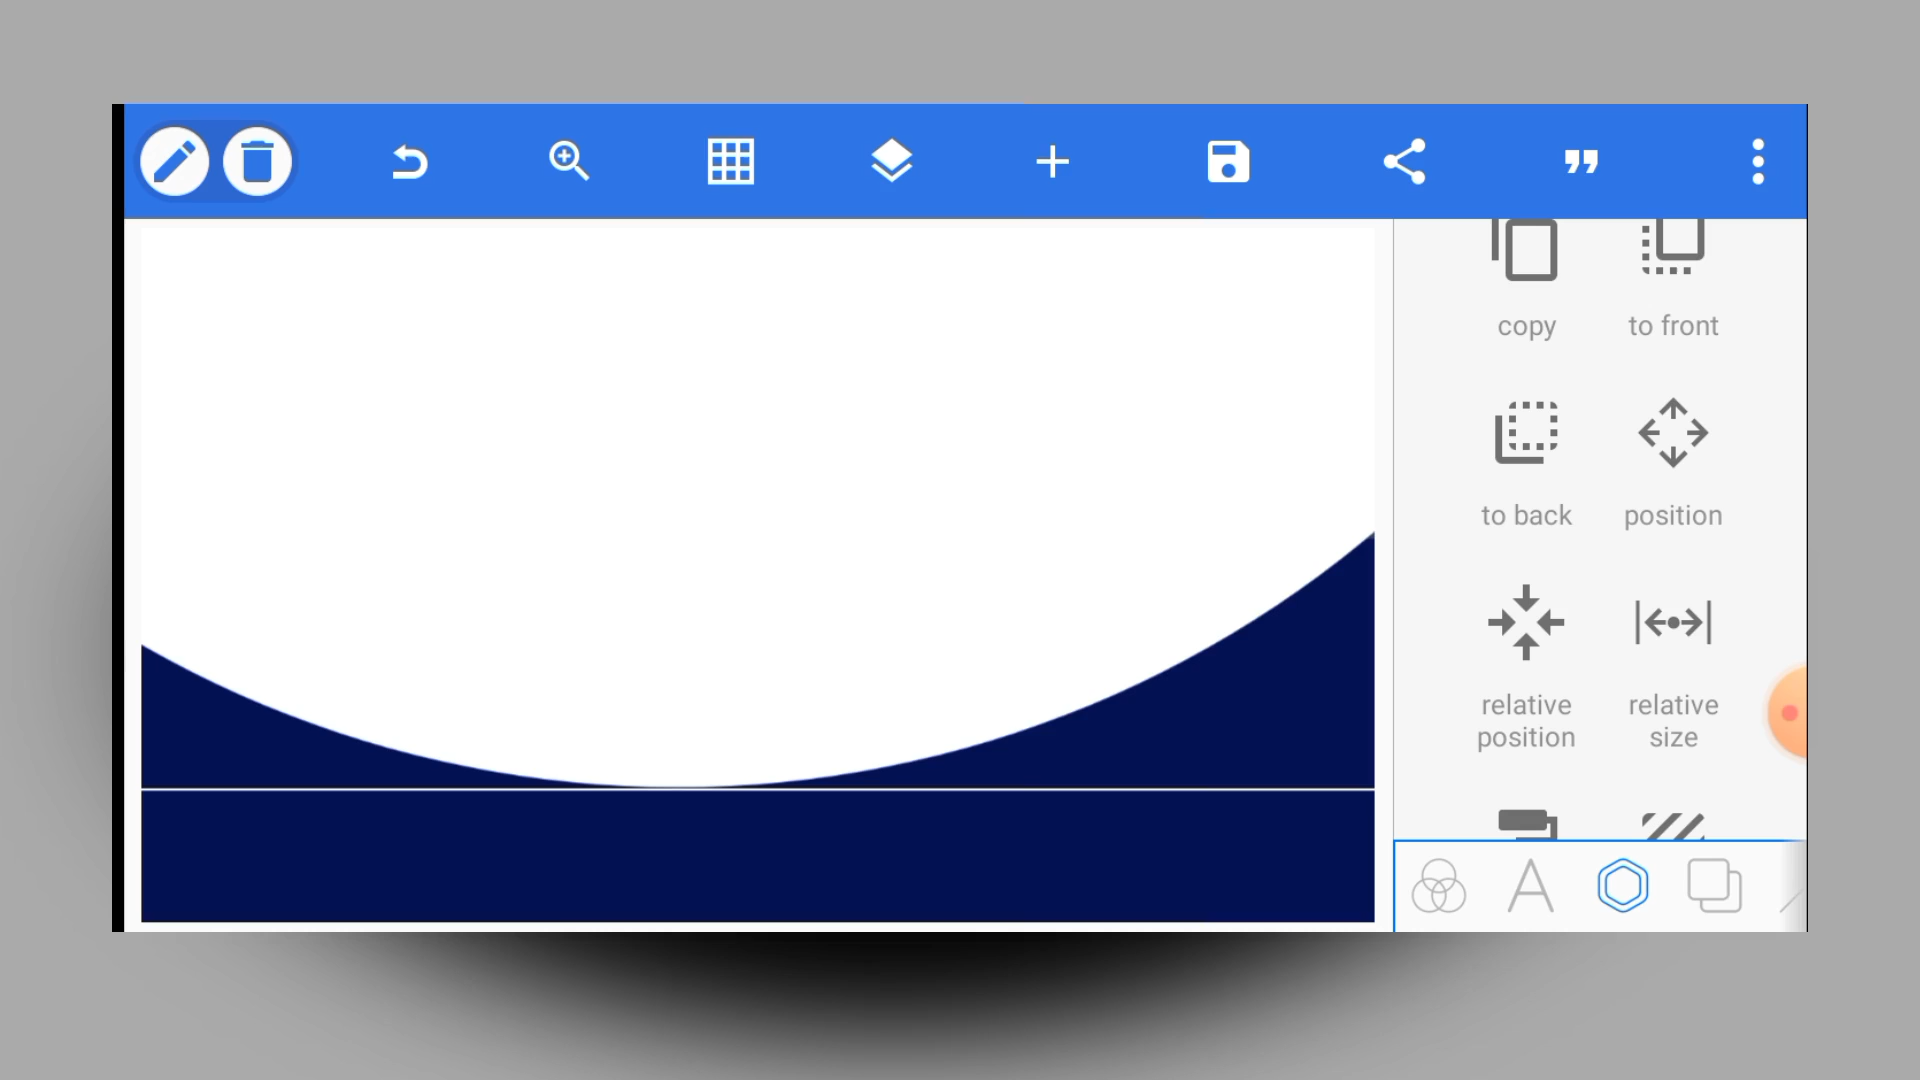 copy
to front
to back
position
relative
position
relative
size